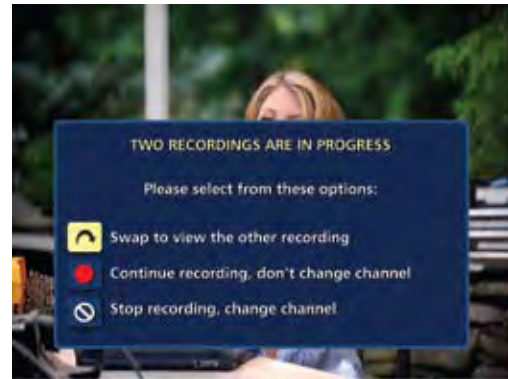 TWO RECORDINGS ARE IN PROGRESS
Please select from these options:
Swap to view the other recording
Continue recording, don't change channel
Stop recording, change channel